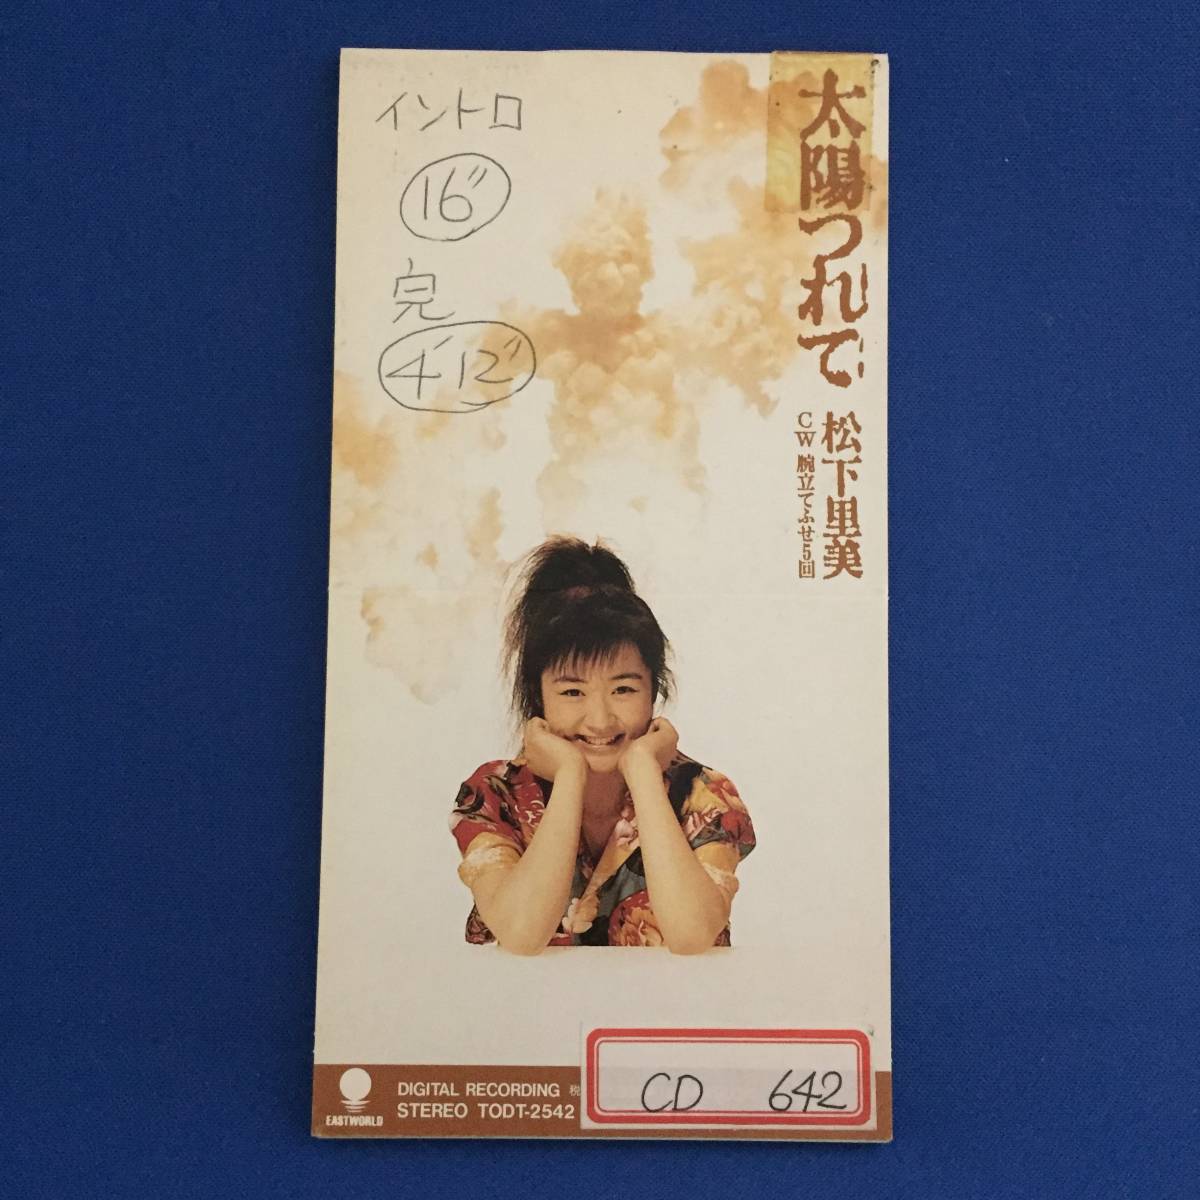 太陽つれて
松下里美
CW 腕立てふせ5回
イントロ
16"
完
4'12"
DIGITAL RECORDING 税
STEREO TODT-2542
EASTWORLD
CD 642